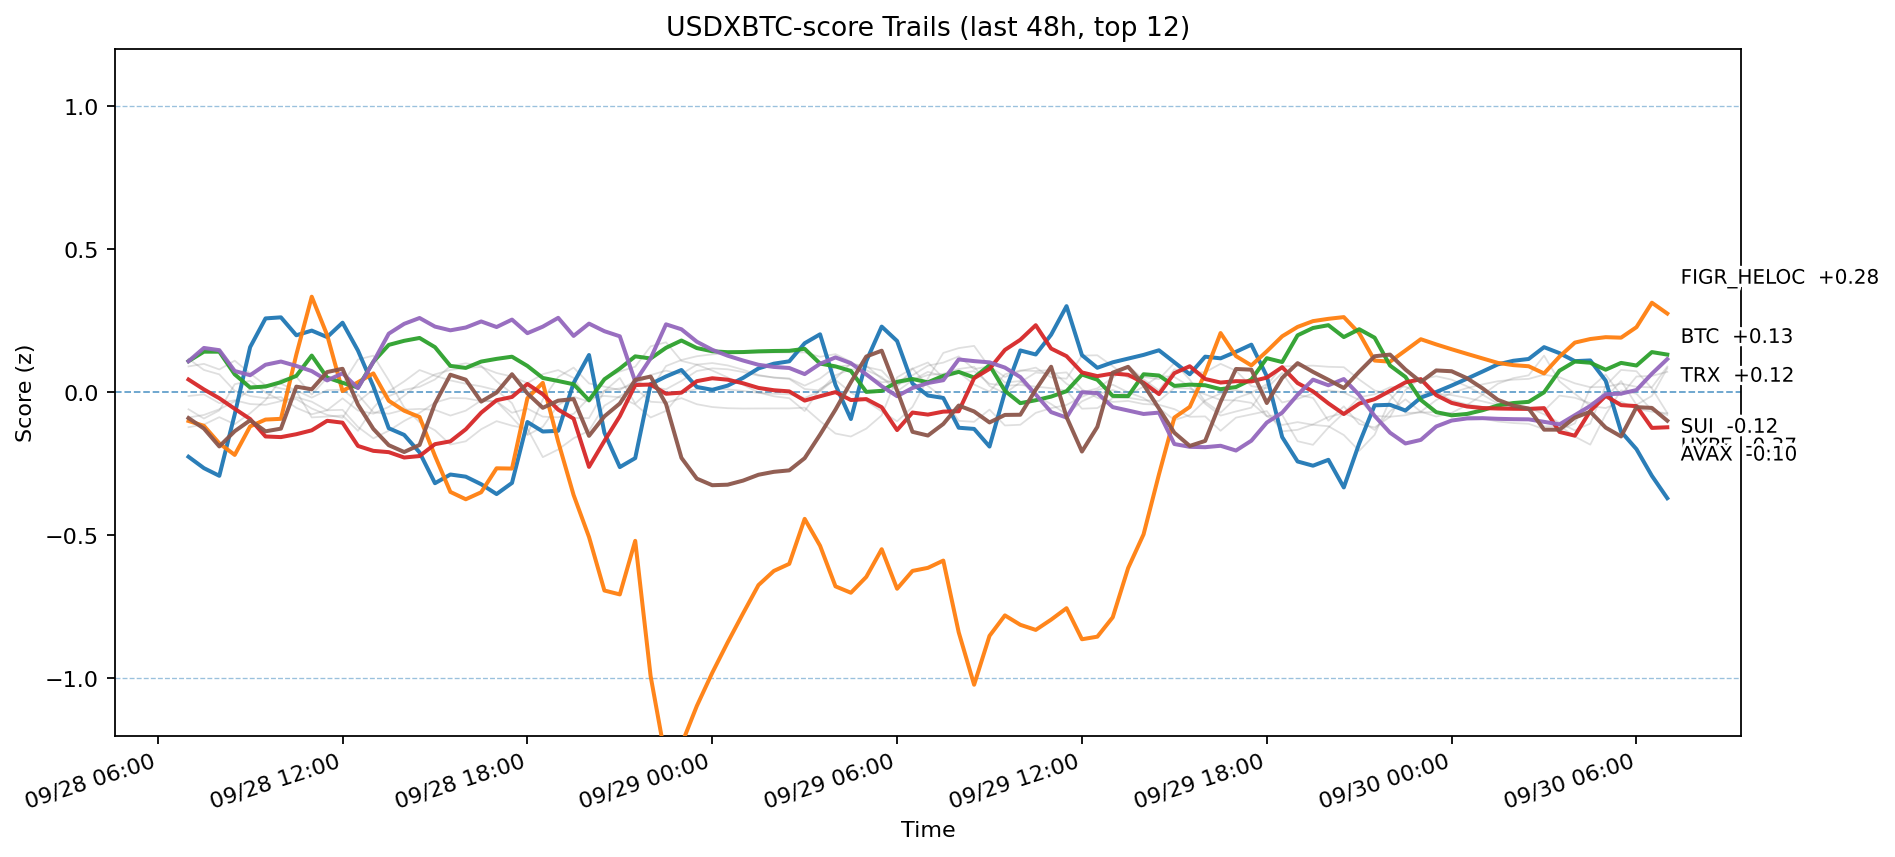 USDXBTC-score Trails (last 48h, top 12)
Score (z)
1.0
0.5
0.0
−0.5
−1.0
FIGR_HELOC +0.28
BTC +0.13
TRX +0.12
SUI -0.12
AVAX -0.10
09/28 06:00
09/28 12:00
09/28 18:00
09/29 00:00
09/29 06:00
09/29 12:00
09/29 18:00
09/30 00:00
09/30 06:00
Time